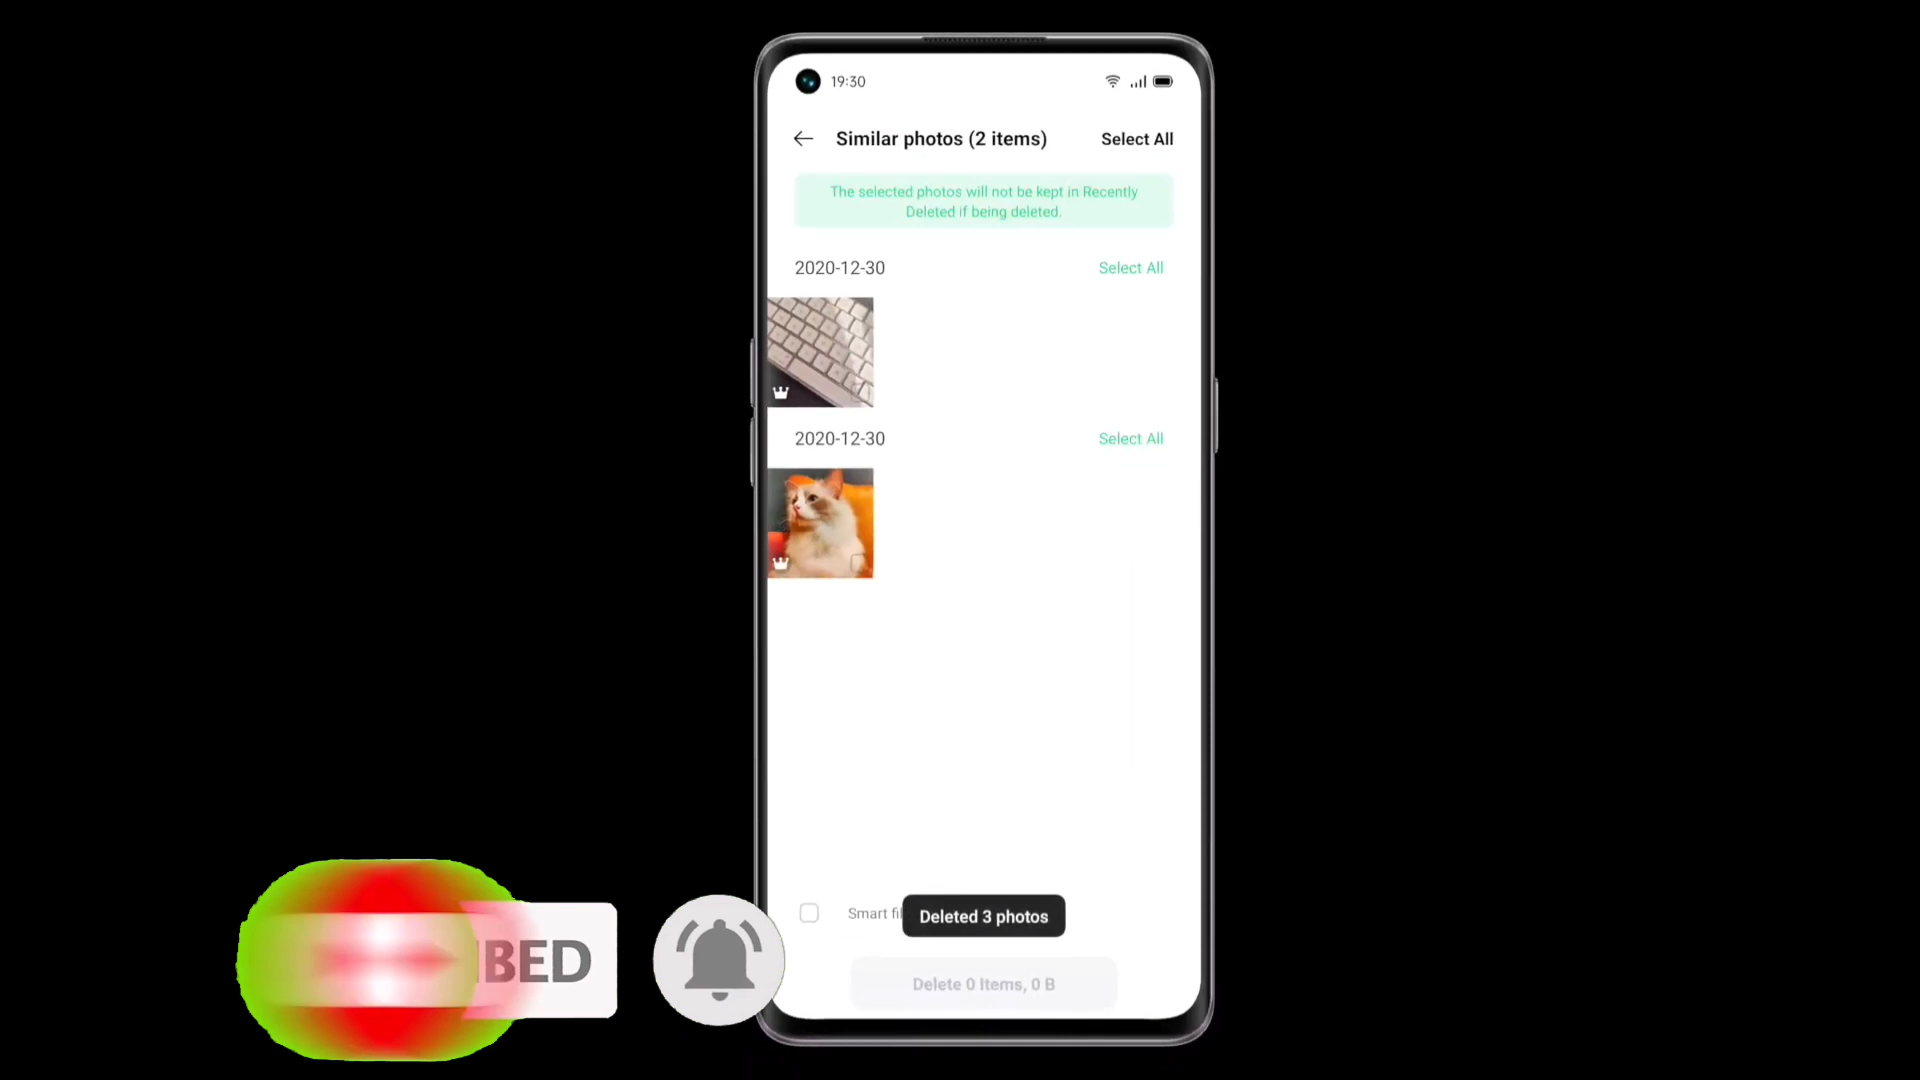 19:30
Similar photos (2 items)
Select All
The selected photos will not be kept in Recently
Deleted if being deleted.
2020-12-30
Select All
2020-12-30
Select All
Smart fil
Deleted 3 photos
Delete 0 Items, 0 B
BED